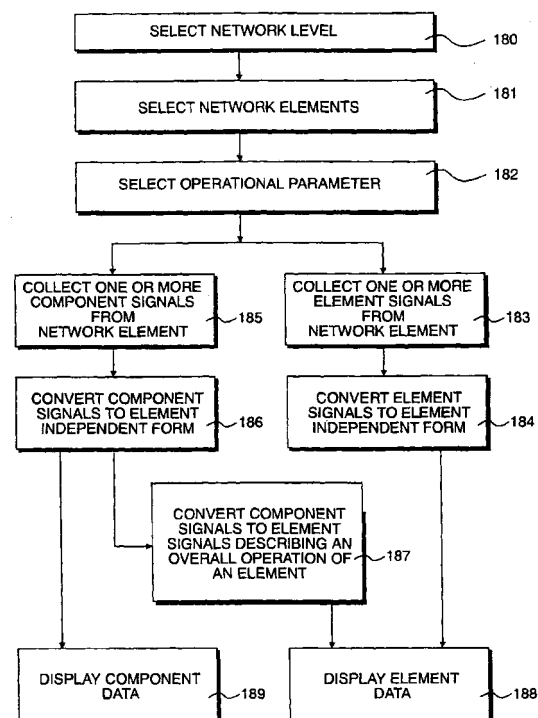 SELECT NETWORK LEVEL
180
SELECT NETWORK ELEMENTS
181
SELECT OPERATIONAL PARAMETER
182
COLLECT ONE OR MORE
COMPONENT SIGNALS
FROM
NETWORK ELEMENT
185
COLLECT ONE OR MORE
ELEMENT SIGNALS
FROM
NETWORK ELEMENT
183
CONVERT COMPONENT
SIGNALS TO ELEMENT
INDEPENDENT FORM
186
CONVERT ELEMENT
SIGNALS TO ELEMENT
INDEPENDENT FORM
184
CONVERT COMPONENT
SIGNALS TO ELEMENT
SIGNALS DESCRIBING AN
OVERALL OPERATION OF
AN ELEMENT
187
DISPLAY COMPONENT
DATA
189
DISPLAY ELEMENT
DATA
188